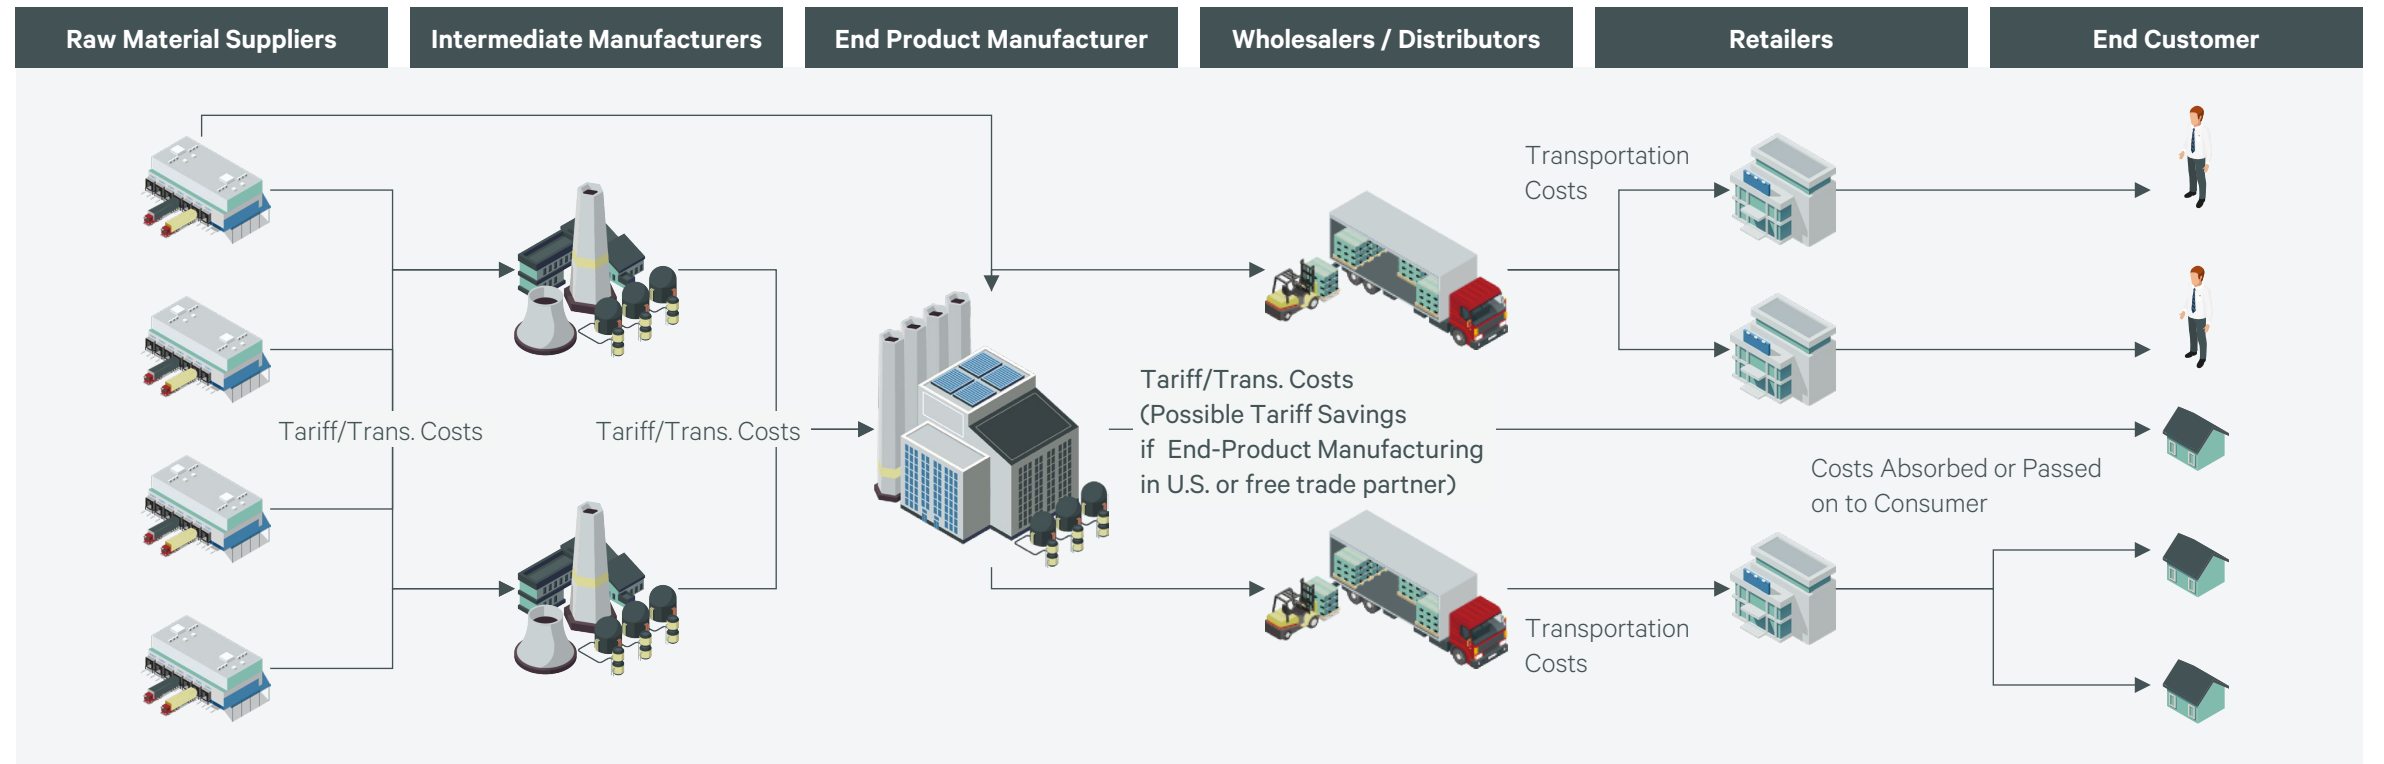 Raw Material Suppliers
Intermediate Manufacturers
End Product Manufacturer
Wholesalers / Distributors
Retailers
End Customer
Transportation
Costs
Tariff/Trans. Costs
Tariff/Trans. Costs
Tariff/Trans. Costs
(Possible Tariff Savings
if End-Product Manufacturing
in U.S. or free trade partner)
Costs Absorbed or Passed
on to Consumer
Transportation
Costs